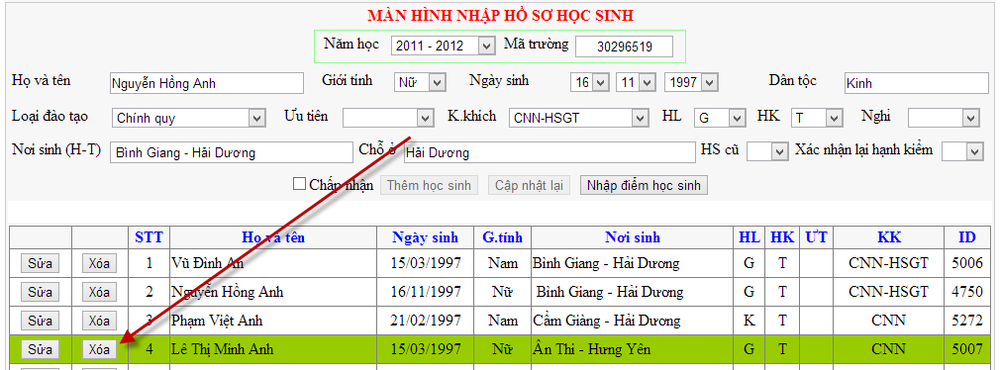 MÀN HÌNH NHẬP HỒ SƠ HỌC SINH
Năm học 2011 - 2012 Mã trường 30296519
Họ và tên Nguyễn Hồng Anh Giới tính Nữ Ngày sinh 16 11 1997 Dân tộc Kinh
Loại đào tạo Chính quy Ưu tiên K.khich CNN-HSGT HL G HK T Nghỉ
Nơi sinh (H-T) Bình Giang - Hải Dương Chỗ ở Hải Dương HS cũ Xác nhận lại hạnh kiểm
Chấp nhận Thêm học sinh Cập nhật lại Nhập điểm học sinh
STT Họ và tên Ngày sinh G.tính Nơi sinh HL HK ƯT KK ID
Sửa Xóa 1 Vũ Đình An 15/03/1997 Nam Bình Giang - Hải Dương G T CNN-HSGT 5006
Sửa Xóa 2 Nguyễn Hồng Anh 16/11/1997 Nữ Bình Giang - Hải Dương G T CNN-HSGT 4750
Sửa Xóa 3 Phạm Việt Anh 21/02/1997 Nam Cẩm Giàng - Hải Dương K T CNN 5272
Sửa Xóa 4 Lê Thị Minh Anh 15/03/1997 Nữ Ân Thi - Hưng Yên G T CNN 5007